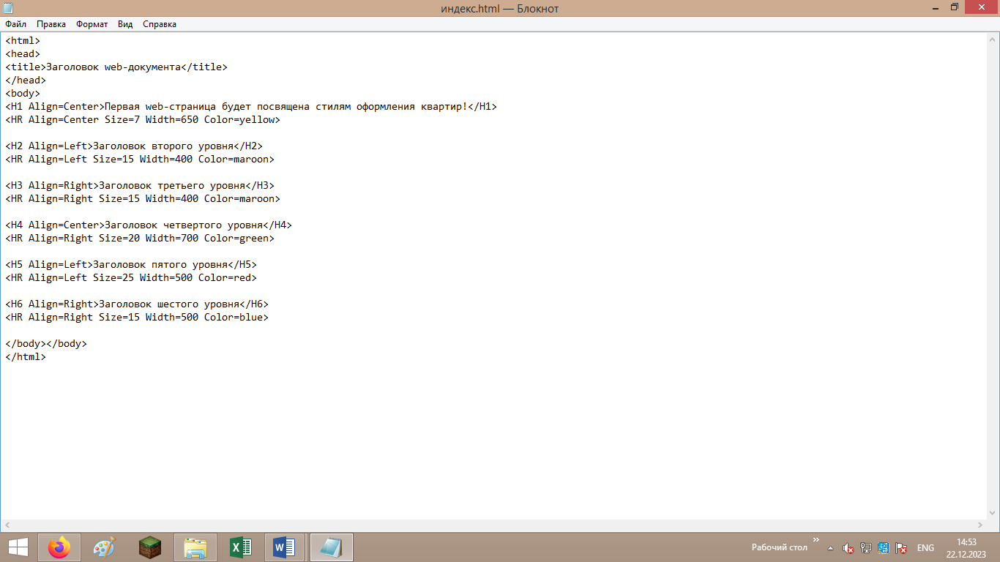 индекс.html — Блокнот
Файл Правка Формат Вид Справка
<html>
<head>
<title>Заголовок web-документа</title>
</head>
<body>
<H1 Align=Center>Первая web-страница будет посвящена стилям оформления квартир!</H1>
<HR Align=Center Size=7 Width=650 Color=yellow>
<H2 Align=Left>Заголовок второго уровня</H2>
<HR Align=Left Size=15 Width=400 Color=maroon>
<H3 Align=Right>Заголовок третьего уровня</H3>
<HR Align=Right Size=15 Width=400 Color=maroon>
<H4 Align=Center>Заголовок четвертого уровня</H4>
<HR Align=Right Size=20 Width=700 Color=green>
<H5 Align=Left>Заголовок пятого уровня</H5>
<HR Align=Left Size=25 Width=500 Color=red>
<H6 Align=Right>Заголовок шестого уровня</H6>
<HR Align=Right Size=15 Width=500 Color=blue>
</body></body>
</html>
Рабочий стол » ENG 14:53
22.12.2023